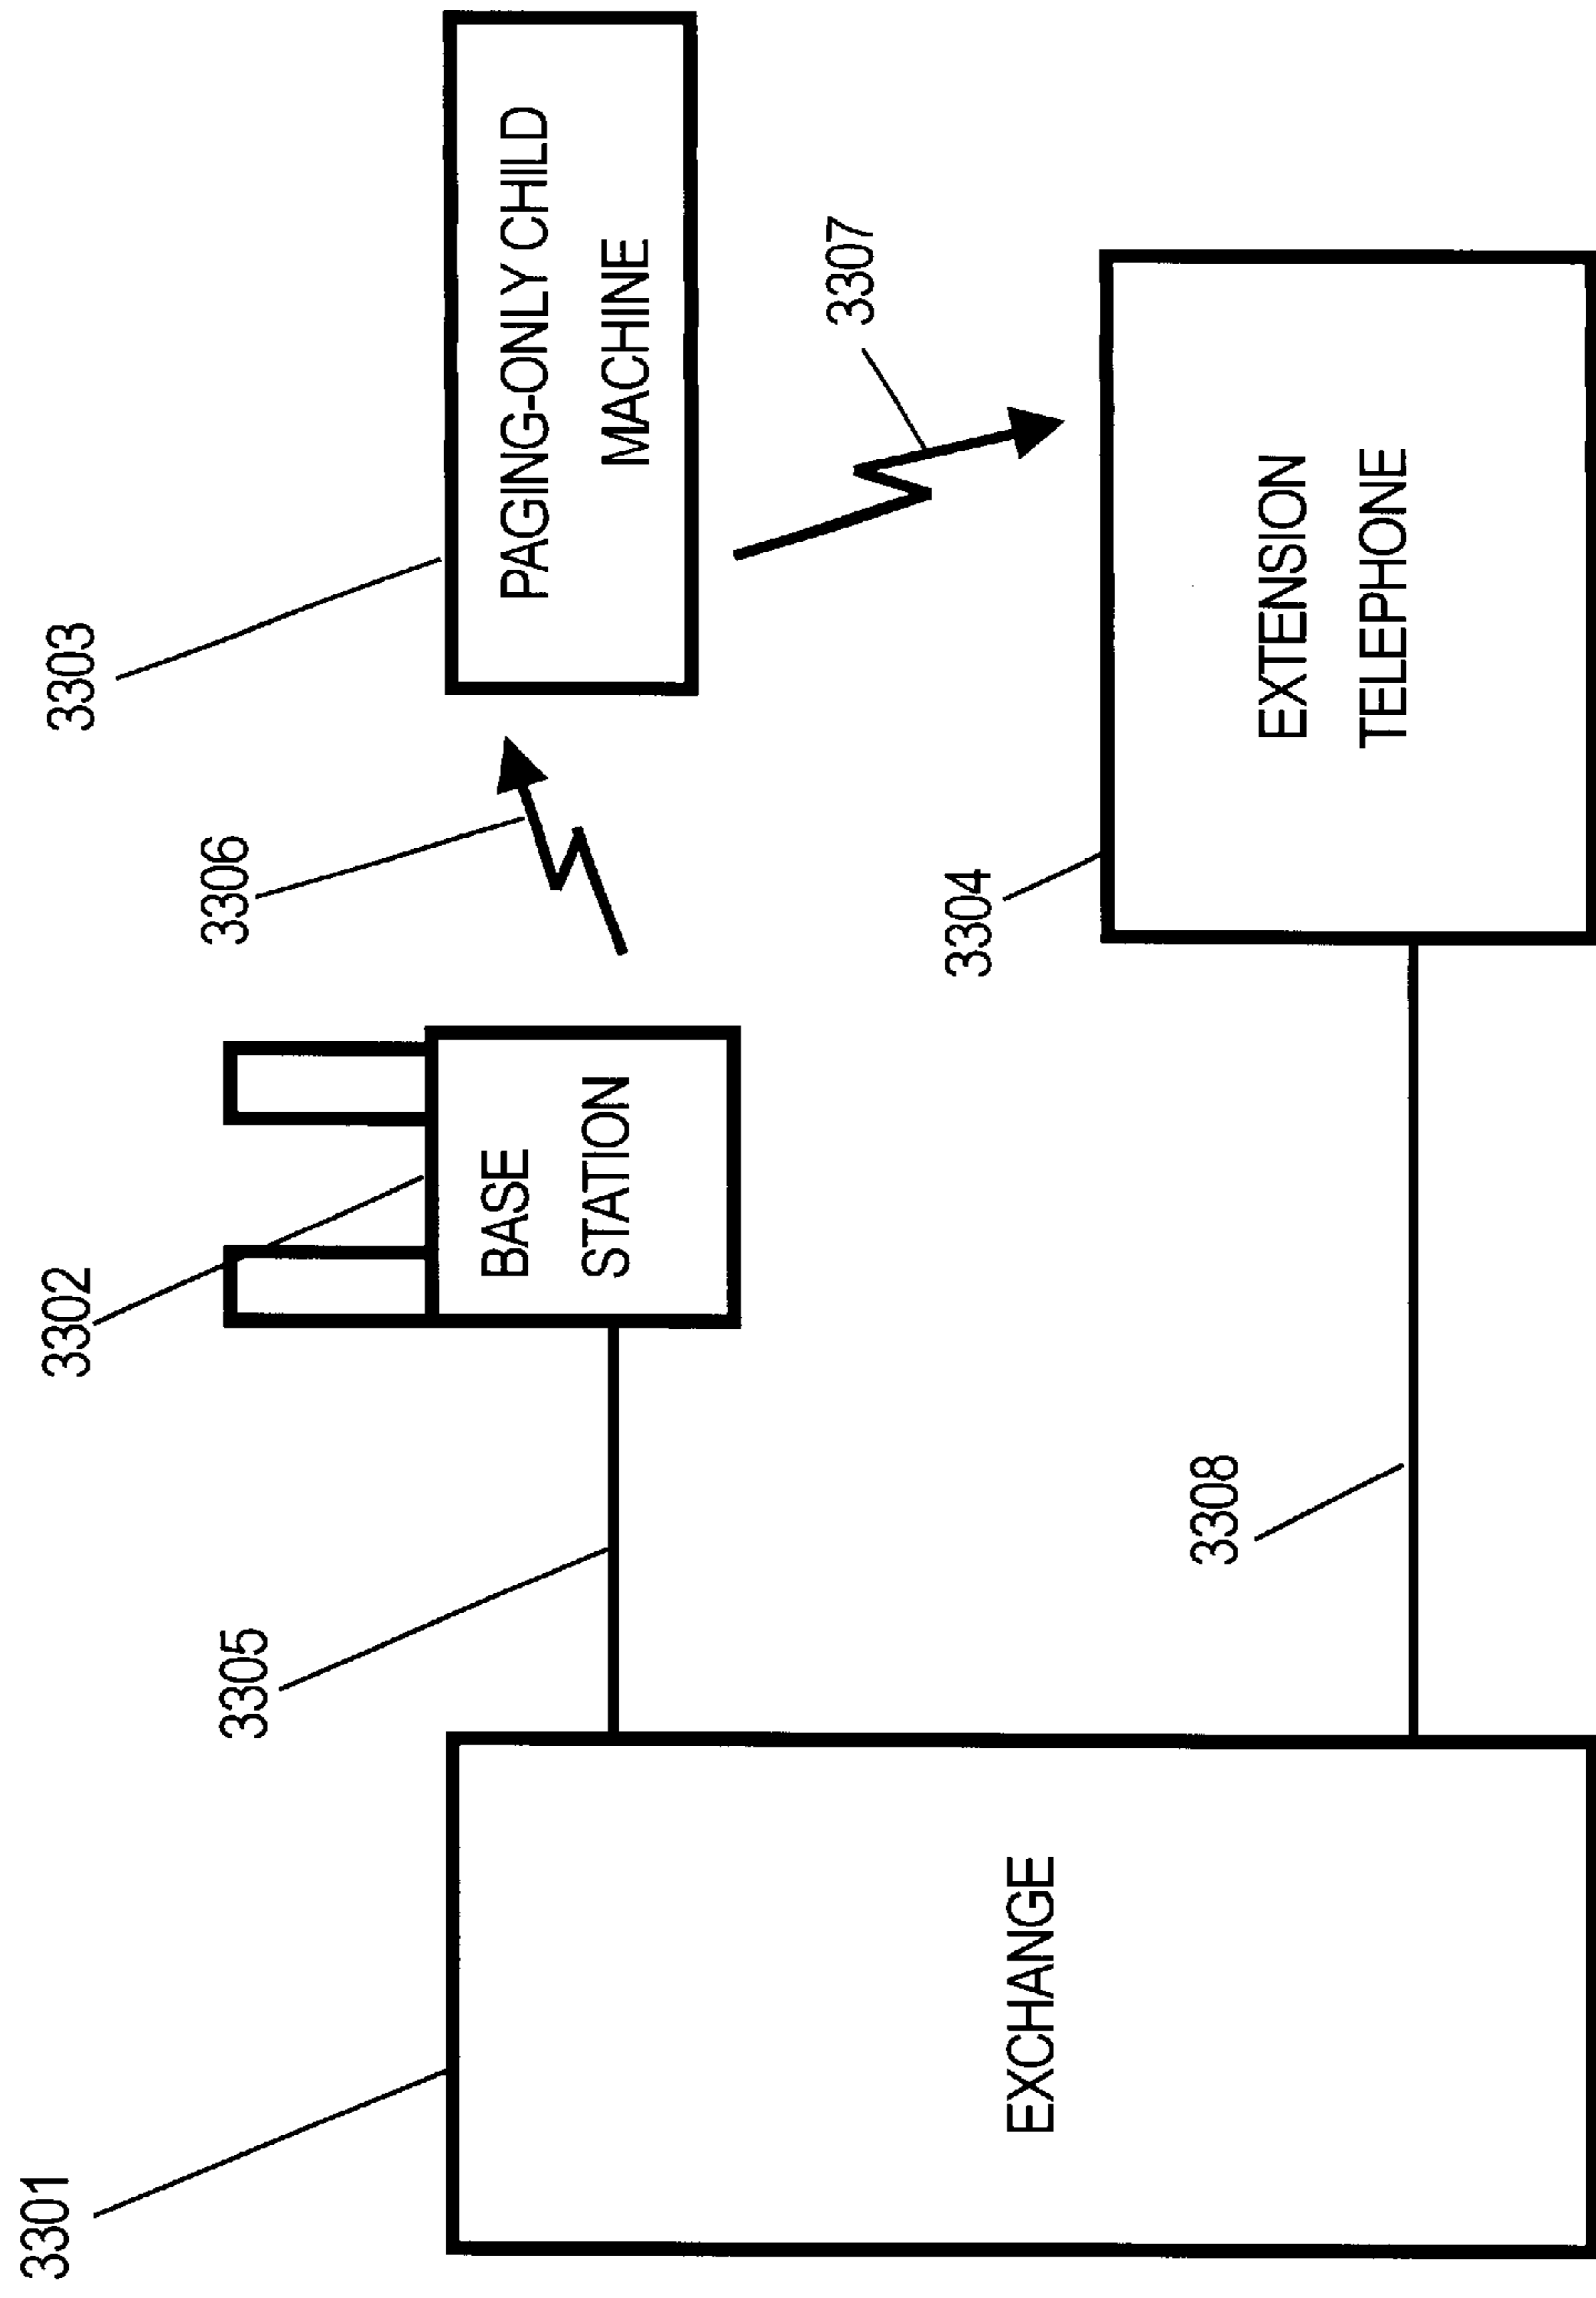 3301
EXCHANGE
3305
3302
BASE
STATION
3306
3303
PAGING-ONLY CHILD
MACHINE
3307
3304
EXTENSION
TELEPHONE
3308